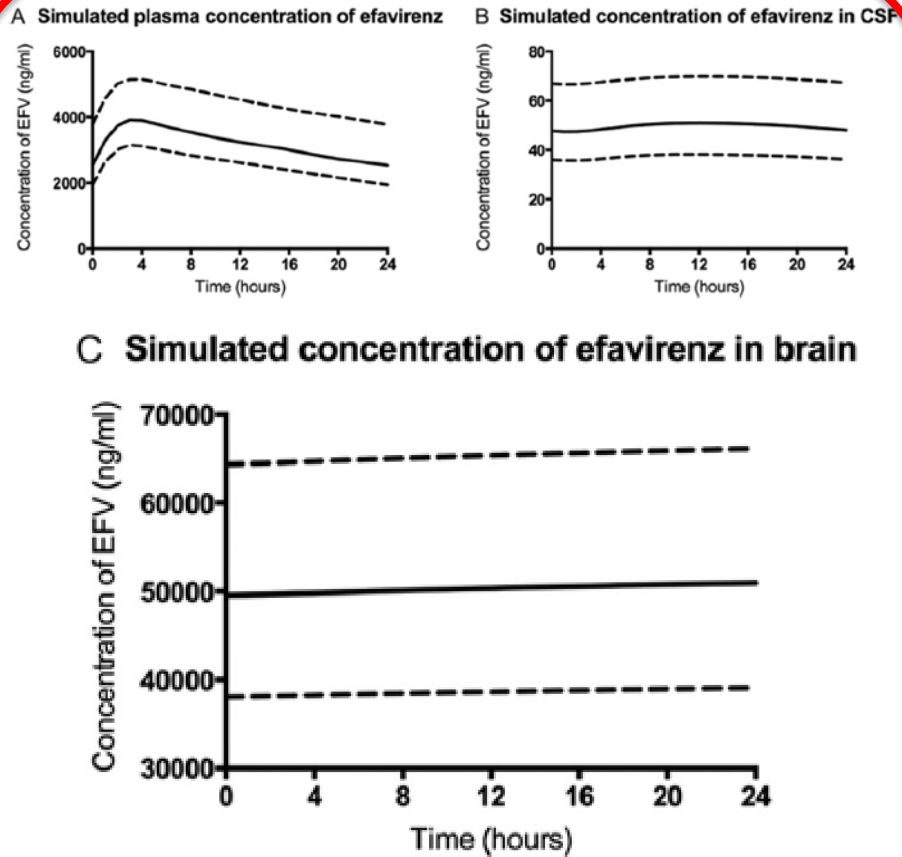 A Simulated plasma concentration of efavirenz
Concentration of EFV (ng/ml)
6000
4000
2000
0
0 4 8 12 16 20 24
Time (hours)
B Simulated concentration of efavirenz in CSF
Concentration of EFV (ng/ml)
80
60
40
20
0
0 4 8 12 16 20 24
Time (hours)
C Simulated concentration of efavirenz in brain
Concentration of EFV (ng/ml)
70000
60000
50000
40000
30000
0 4 8 12 16 20 24
Time (hours)